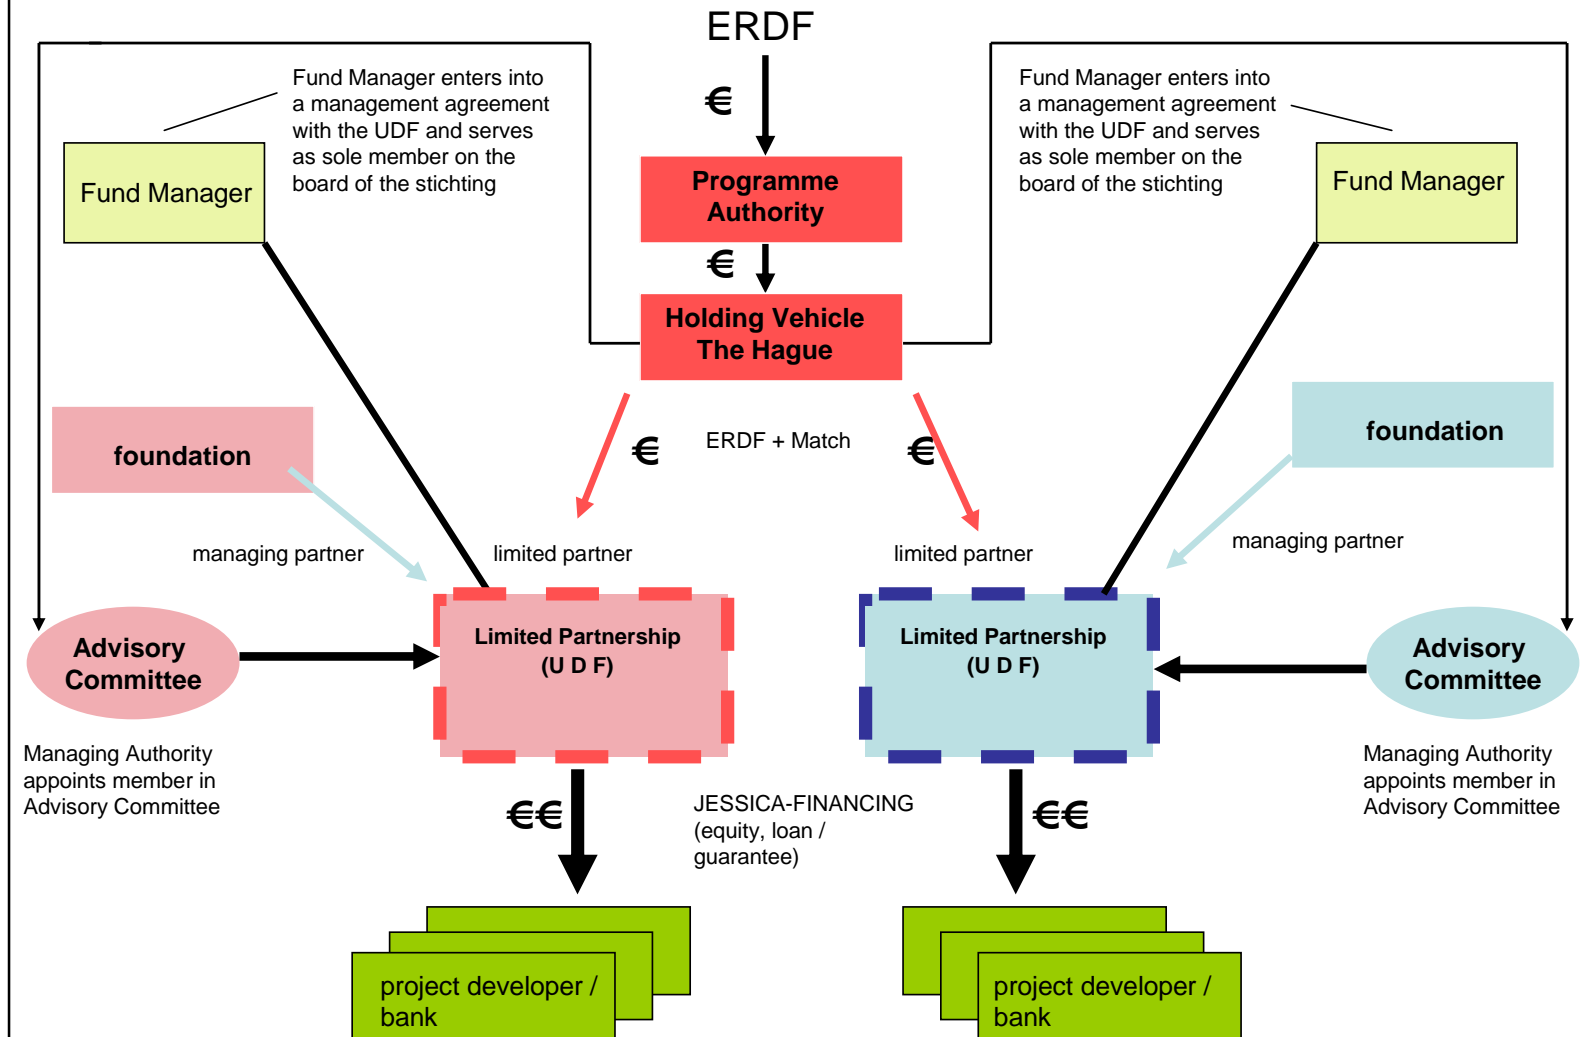 ERDF
Fund Manager enters into
a management agreement
with the UDF and serves
as sole member on the
board of the stichting
€
Fund Manager enters into
a management agreement
with the UDF and serves
as sole member on the
board of the stichting
Fund Manager
Programme
Authority
Fund Manager
€
Holding Vehicle
The Hague
foundation
€
ERDF + Match
€
foundation
managing partner
limited partner
limited partner
managing partner
Advisory
Committee
Limited Partnership
(U D F)
Limited Partnership
(U D F)
Advisory
Committee
Managing Authority
appoints member in
Advisory Committee
€€
JESSICA-FINANCING
(equity, loan /
guarantee)
€€
Managing Authority
appoints member in
Advisory Committee
project developer /
bank
project developer /
bank